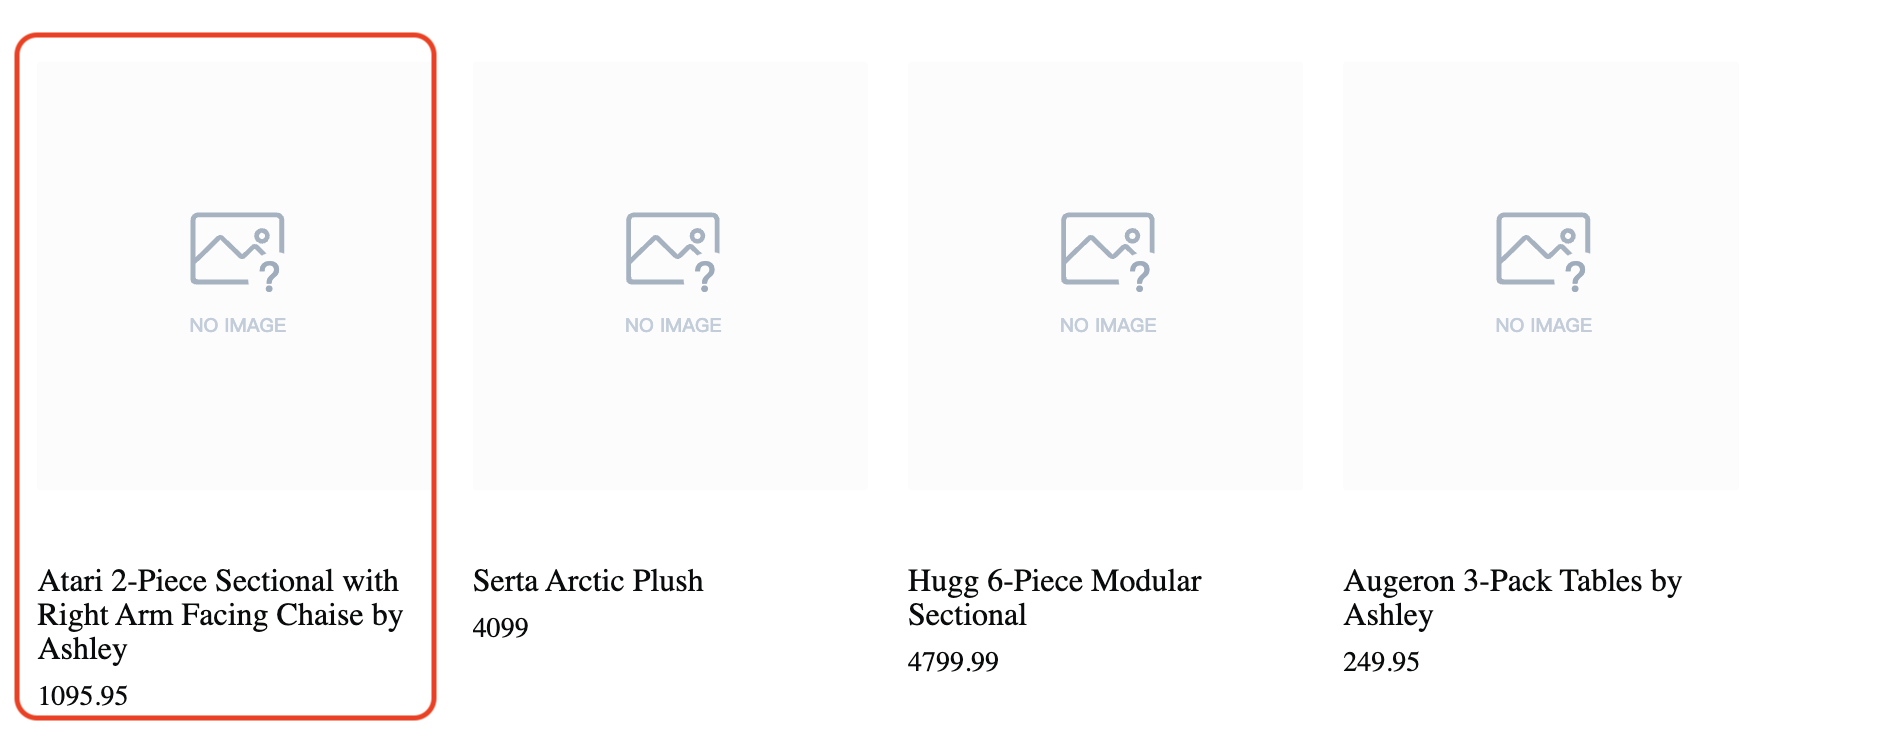 NO IMAGE
NO IMAGE
NO IMAGE
NO IMAGE
Atari 2-Piece Sectional with
Right Arm Facing Chaise by
Ashley
1095.95
Serta Arctic Plush
4099
Hugg 6-Piece Modular
Sectional
4799.99
Augeron 3-Pack Tables by
Ashley
249.95